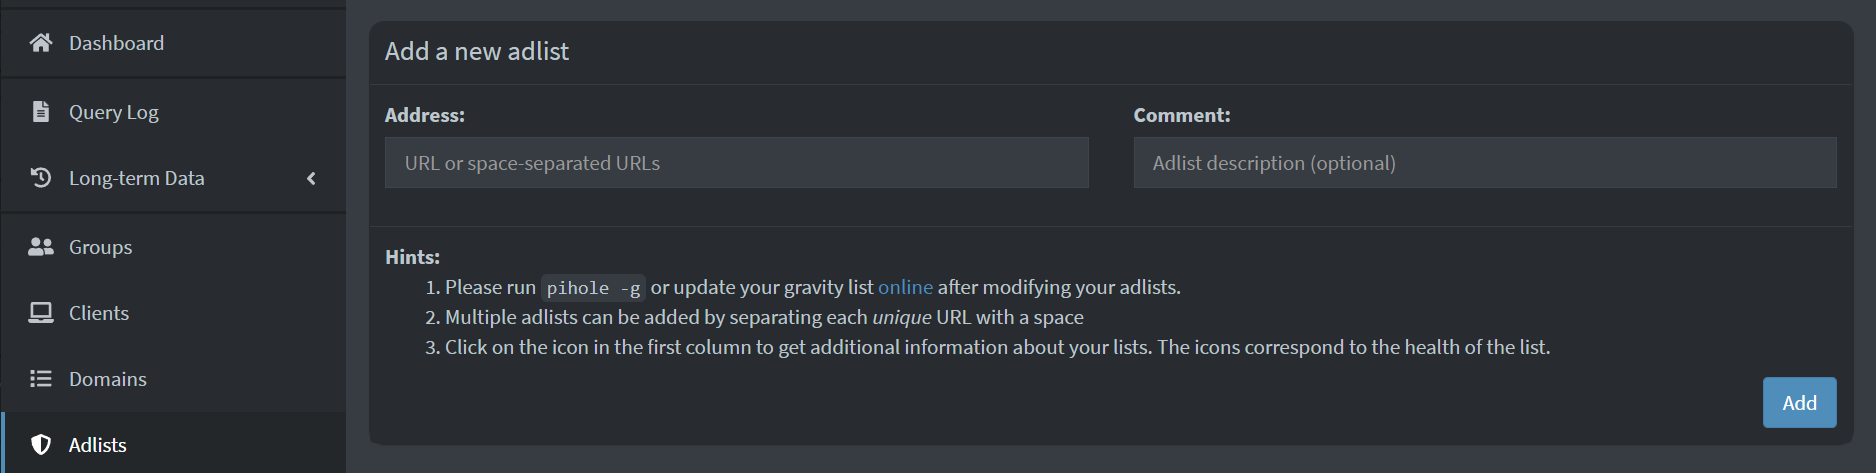 Dashboard
Query Log
Long-term Data
Groups
Clients
Domains
Adlists
Add a new adlist
Address:
URL or space-separated URLs
Comment:
Adlist description (optional)
Hints:
1. Please run pihole -g or update your gravity list online after modifying your adlists.
2. Multiple adlists can be added by separating each unique URL with a space
3. Click on the icon in the first column to get additional information about your lists. The icons correspond to the health of the list.
Add